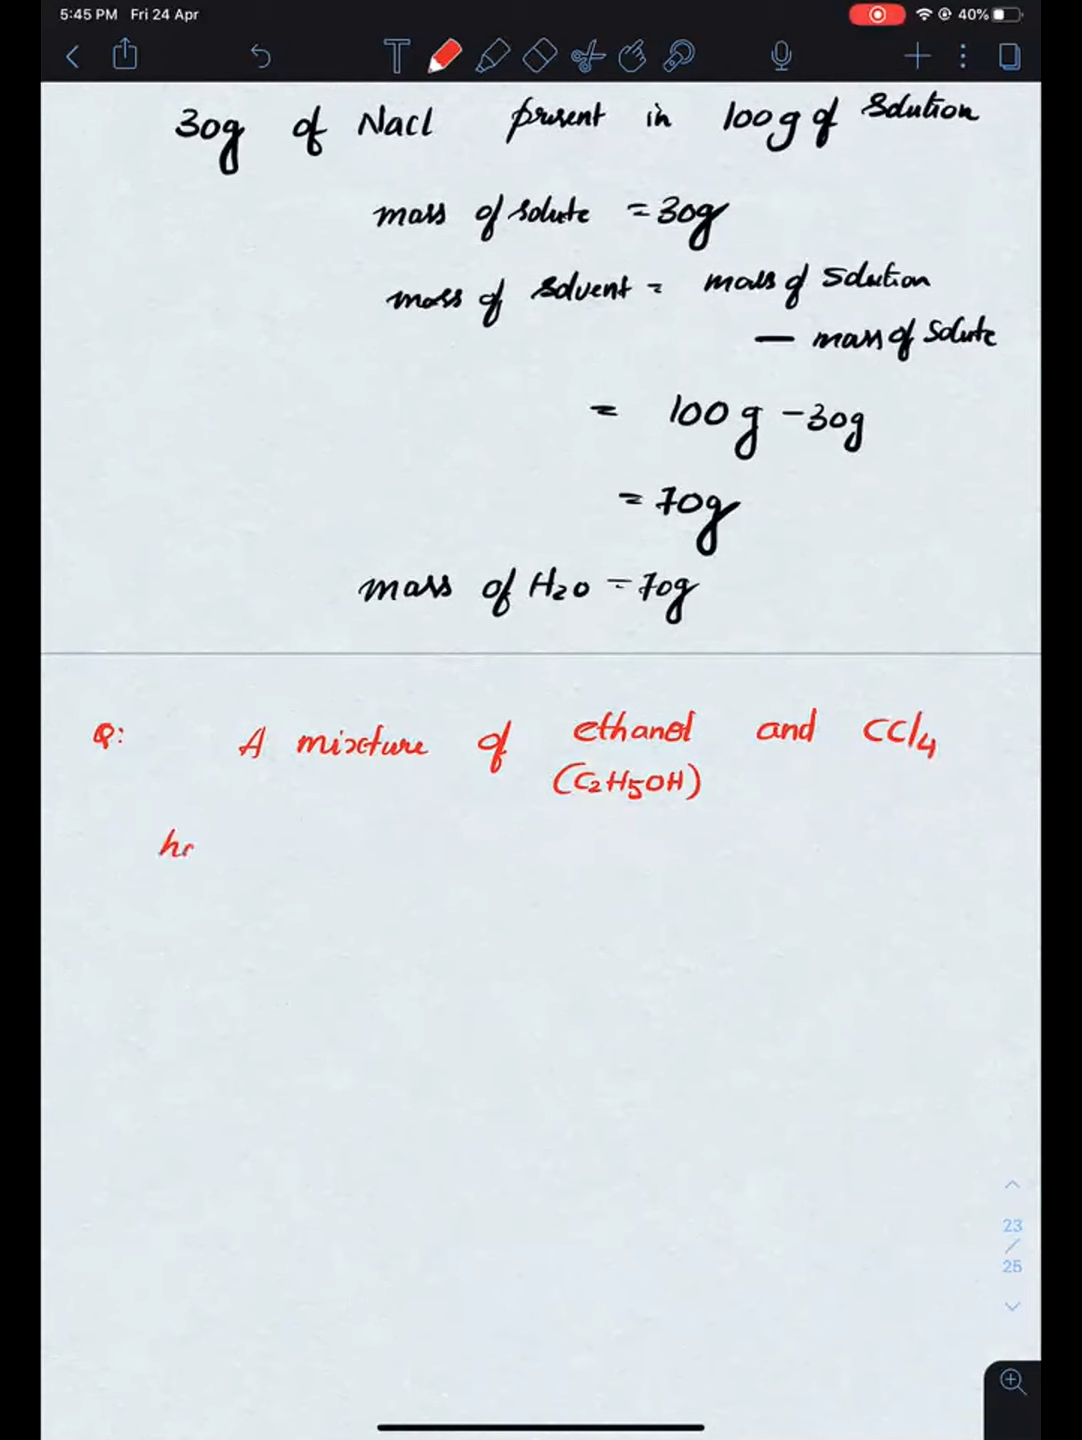 5:45 PM Fri 24 Apr
40%
T
30g of Nacl present in 100g of solution
mass of solute = 30g
mass of solvent = mass of solution
— mass of solute
= 100g - 30g
= 70g
mass of H2O = 70g
Q: A mixture of ethanol and CCl4
(C2H5OH)
ha
23
/
25